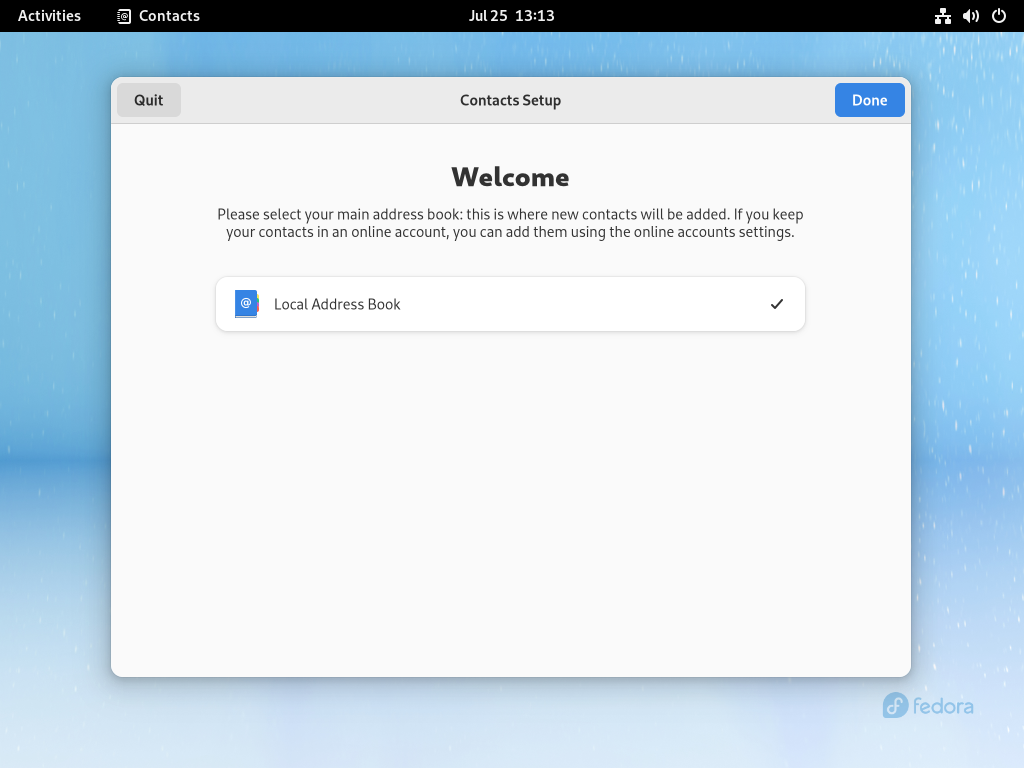 Activities Contacts Jul 25 13:13
Quit Contacts Setup Done
Welcome
Please select your main address book: this is where new contacts will be added. If you keep
your contacts in an online account, you can add them using the online accounts settings.
@ Local Address Book
fedora